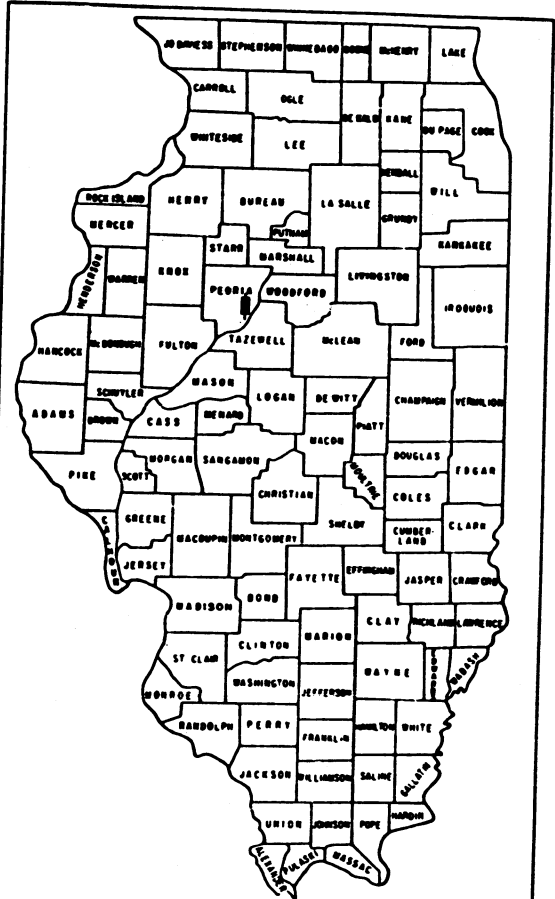 JO DAVIESS STEPHENSON WINNEBAGO BOONE McHENRY LAKE
CARROLL
OGLE
DE KALB KANE
DU PAGE COOK
WHITESIDE
LEE
KENDALL
WILL
ROCK ISLAND
HENRY
BUREAU
LA SALLE
GRUNDY
MERCER
PUTNAM
KANKAKEE
STARK
MARSHALL
HENDERSON
WARREN
KNOX
PEORIA
WOODFORD
LIVINGSTON
IROQUOIS
HANCOCK
McDONOUGH
FULTON
TAZEWELL
McLEAN
FORD
MASON
SCHUYLER
LOGAN
DE WITT
CHAMPAIGN
VERMILION
ADAMS
BROWN
CASS
MENARD
MACON
PIATT
PIKE
SCOTT
MORGAN
SANGAMON
MOULTRIE
DOUGLAS
EDGAR
CHRISTIAN
COLES
CALHOUN
GREENE
MACOUPIN
MONTGOMERY
SHELBY
CUMBER-
LAND
CLARK
JERSEY
FAYETTE
EFFINGHAM
JASPER
CRAWFORD
MADISON
BOND
CLAY
RICHLAND
LAWRENCE
MARION
CLINTON
ST CLAIR
WAYNE
EDWARDS
WABASH
WASHINGTON
JEFFERSON
MONROE
RANDOLPH
PERRY
FRANKLIN
HAMILTON
WHITE
JACKSON
WILLIAMSON
SALINE
GALLATIN
UNION
JOHNSON
POPE
HARDIN
ALEXANDER
PULASKI
MASSAC